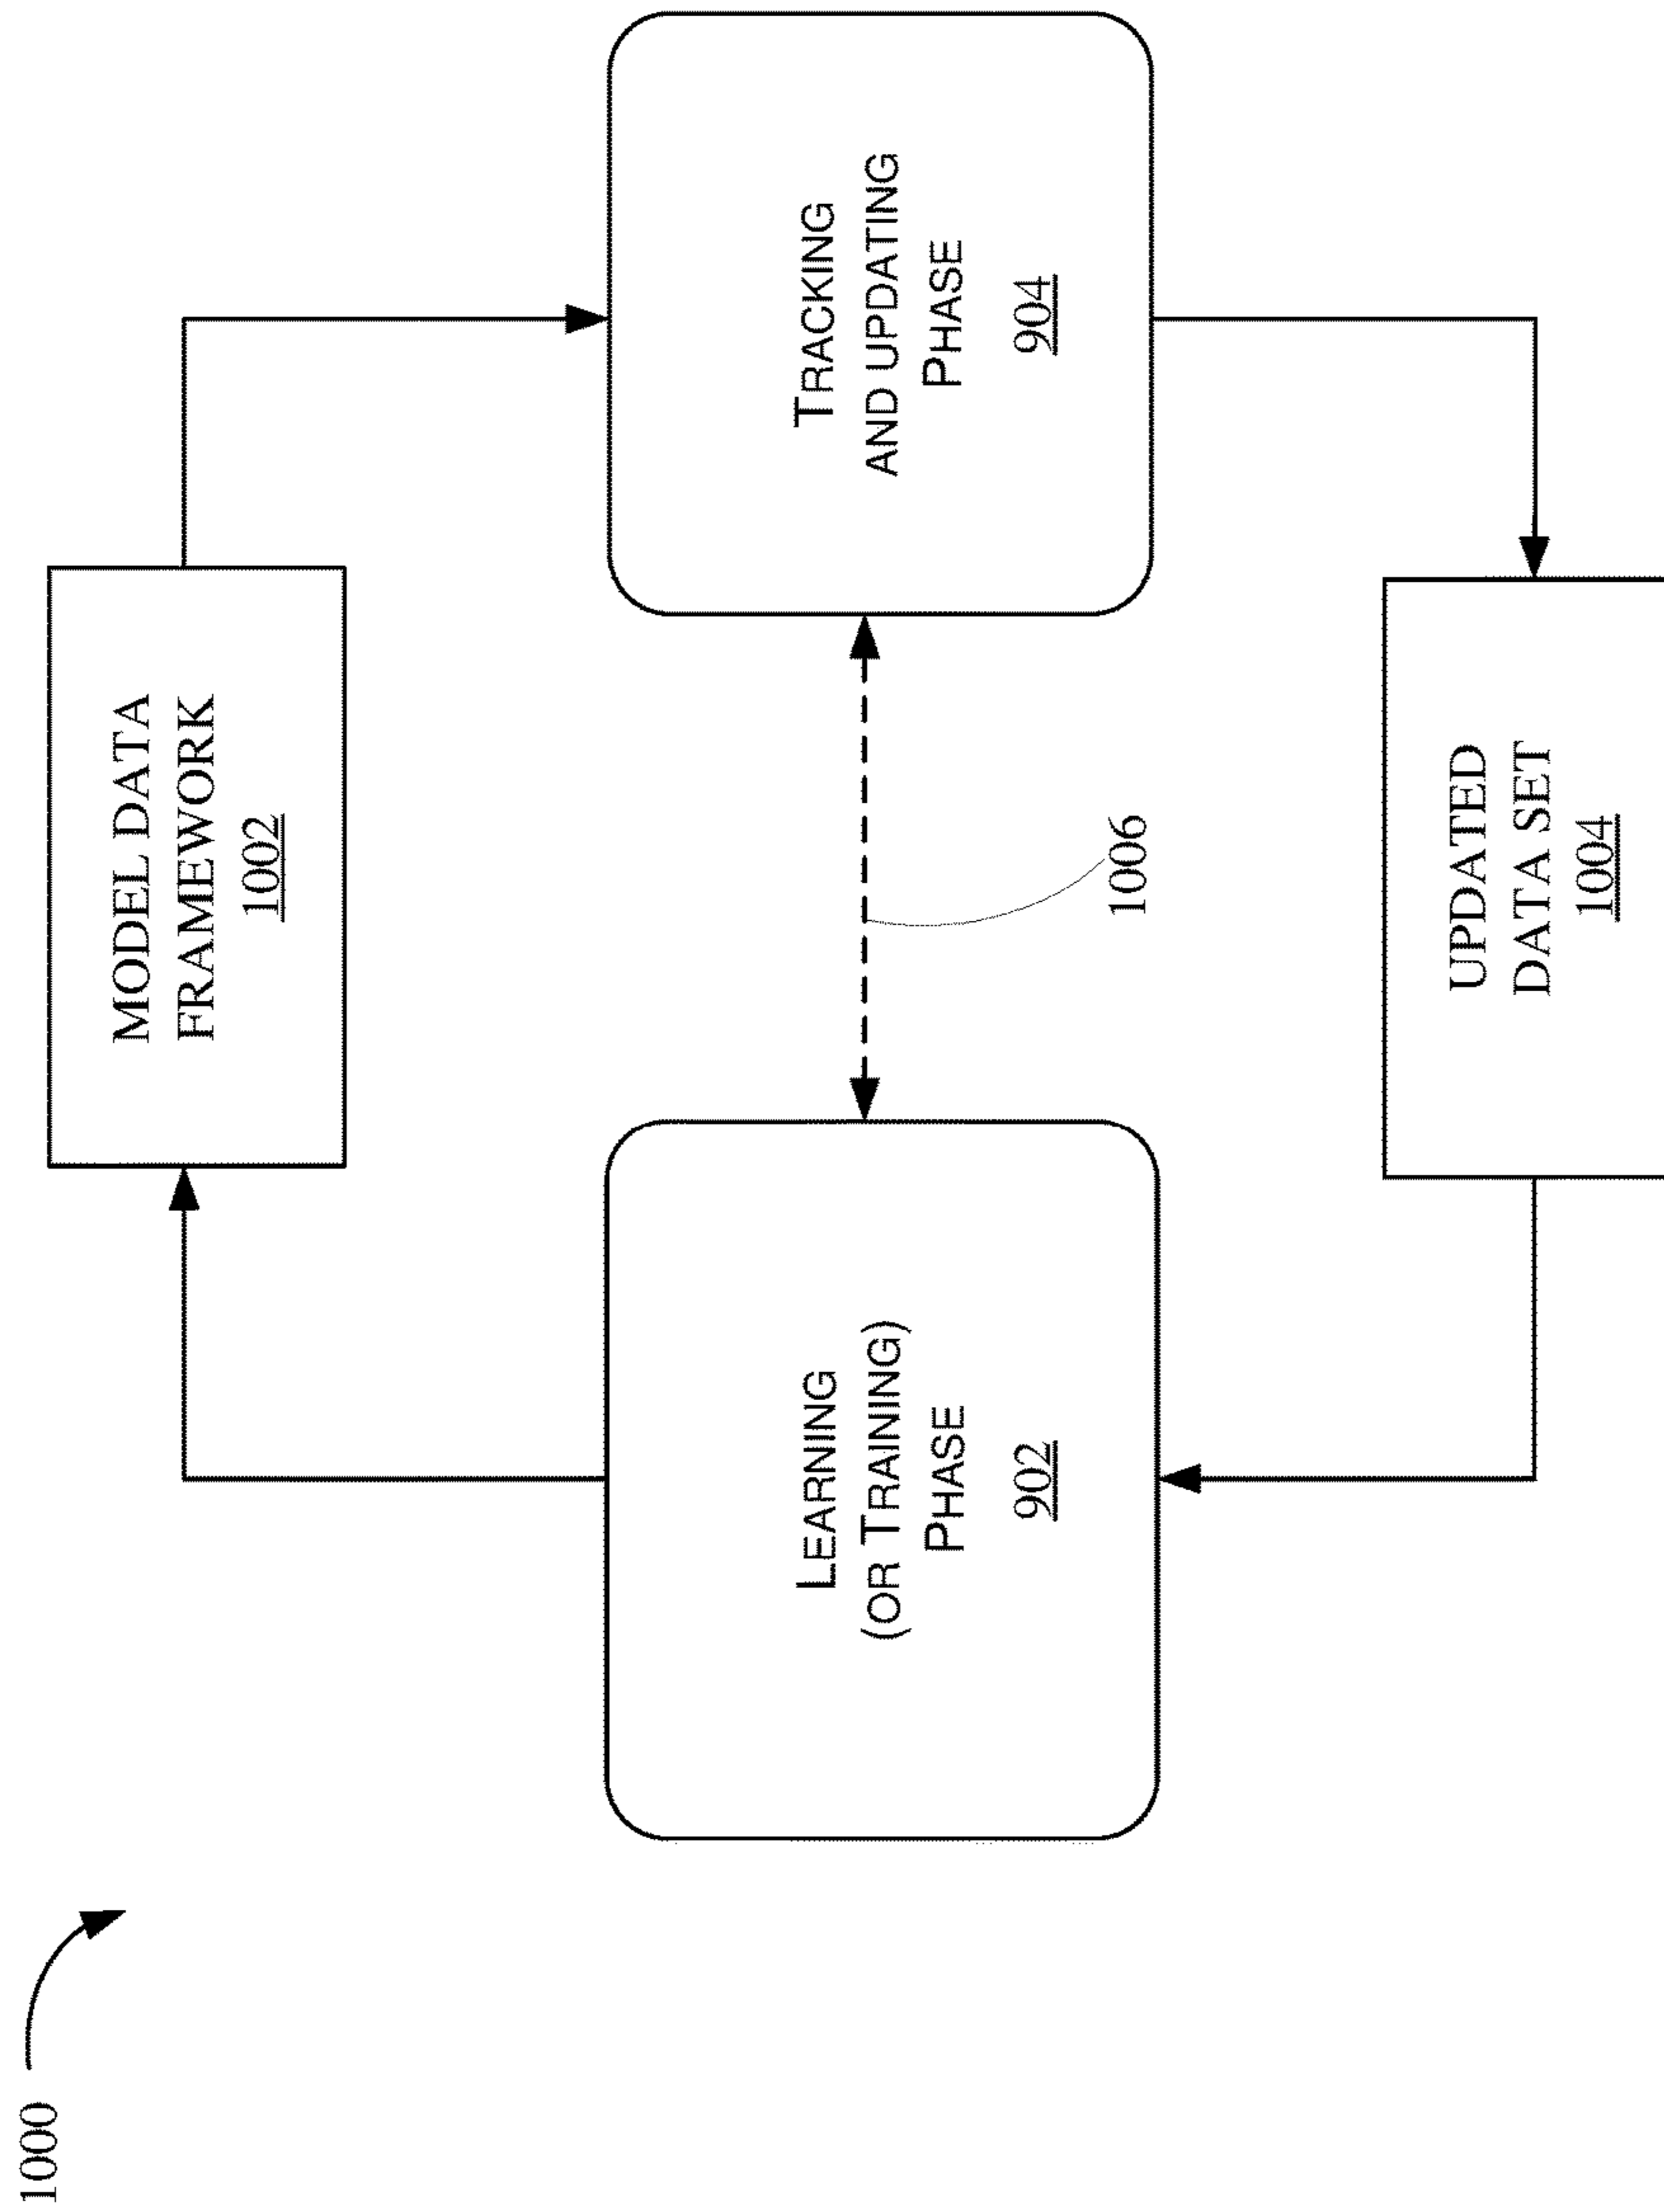 1000
MODEL DATA
FRAMEWORK
1002
LEARNING
(OR TRAINING)
PHASE
902
TRACKING
AND UPDATING
PHASE
904
1006
UPDATED
DATA SET
1004